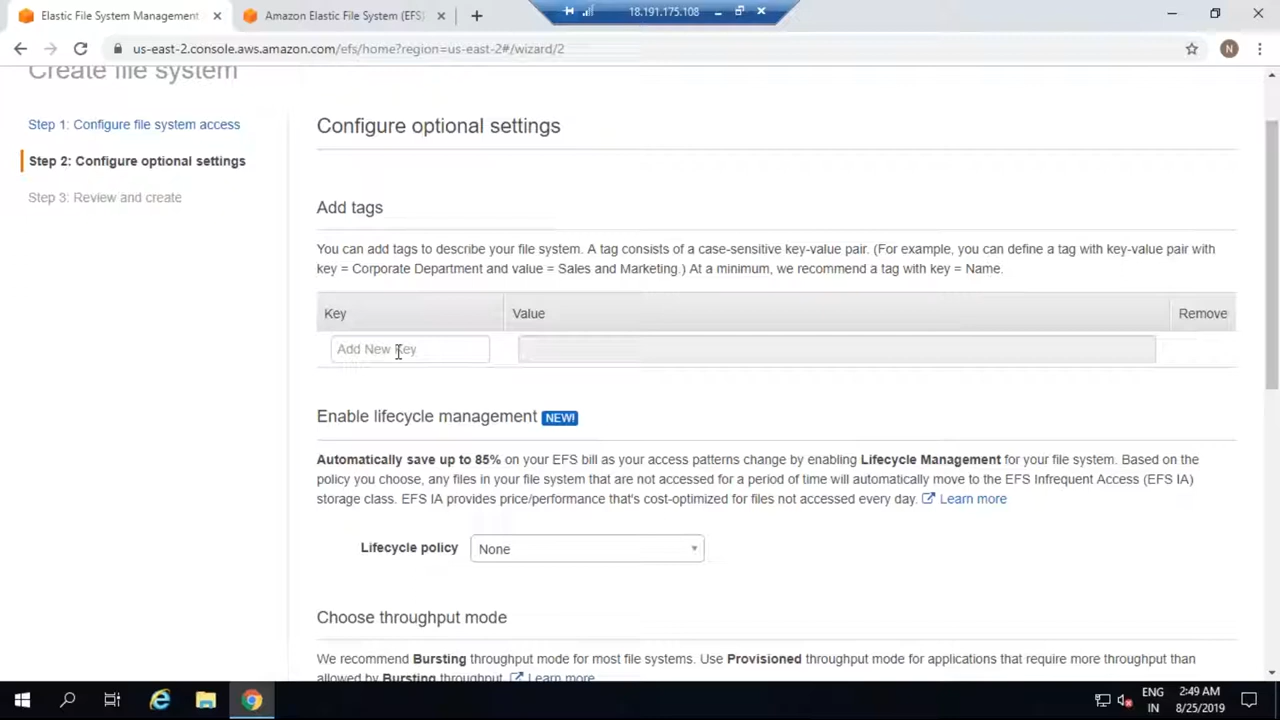 Elastic File System Management
Amazon Elastic File System (EFS)
18.191.175.108
us-east-2.console.aws.amazon.com/efs/home?region=us-east-2#/wizard/2
N
Create file system
Step 1: Configure file system access
Step 2: Configure optional settings
Step 3: Review and create
Configure optional settings
Add tags
You can add tags to describe your file system. A tag consists of a case-sensitive key-value pair. (For example, you can define a tag with key-value pair with
key = Corporate Department and value = Sales and Marketing.) At a minimum, we recommend a tag with key = Name.
Key Value Remove
Add New Key
Enable lifecycle management NEW!
Automatically save up to 85% on your EFS bill as your access patterns change by enabling Lifecycle Management for your file system. Based on the
policy you choose, any files in your file system that are not accessed for a period of time will automatically move to the EFS Infrequent Access (EFS IA)
storage class. EFS IA provides price/performance that's cost-optimized for files not accessed every day. Learn more
Lifecycle policy None
Choose throughput mode
We recommend Bursting throughput mode for most file systems. Use Provisioned throughput mode for applications that require more throughput than
allowed by Bursting throughput. Learn more
ENG
IN
2:49 AM
8/25/2019